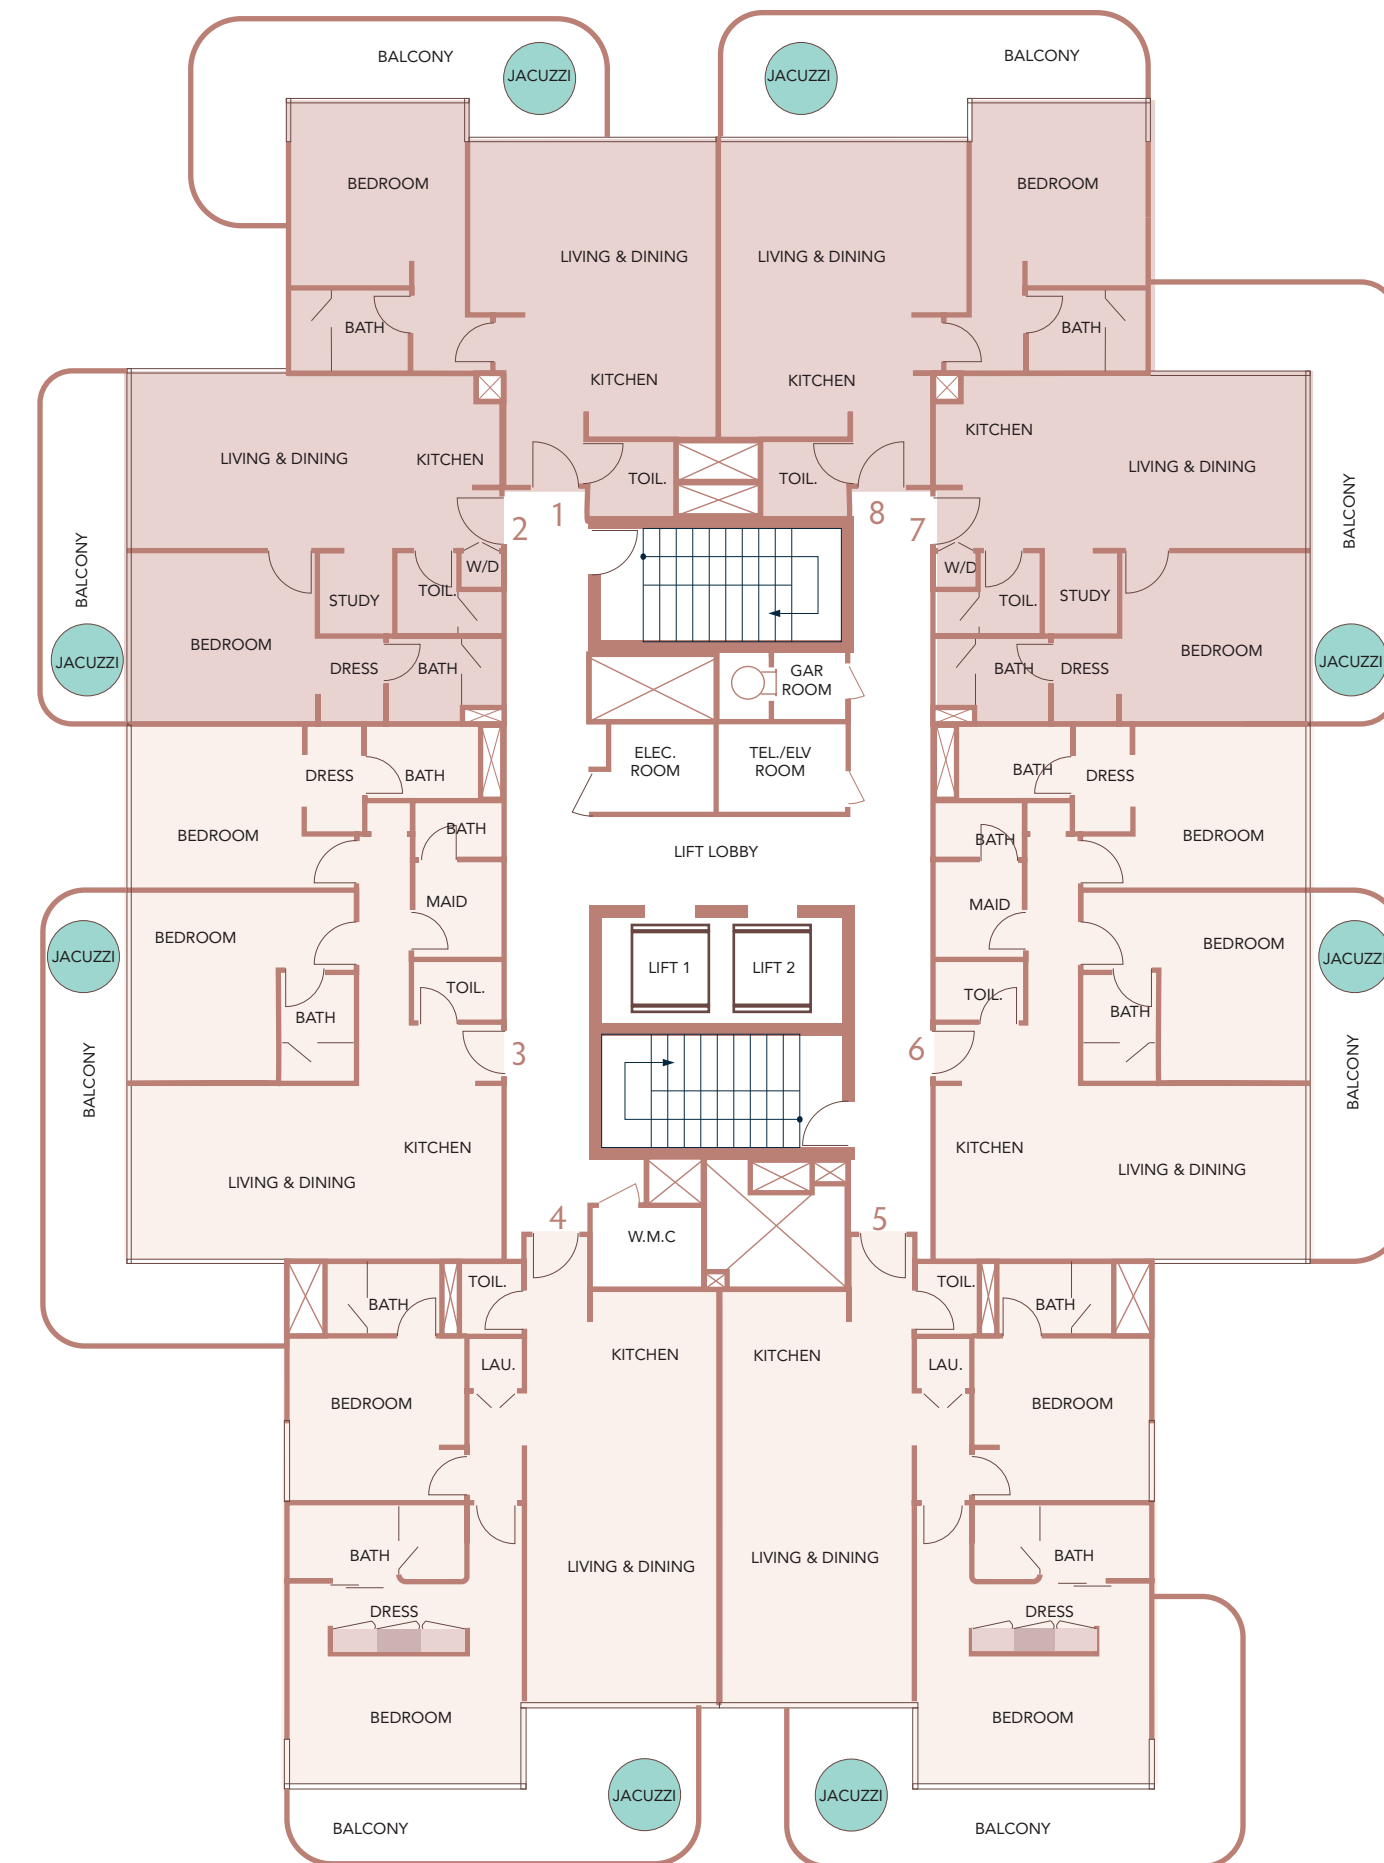 BALCONY
JACUZZI
JACUZZI
BALCONY
BEDROOM
BEDROOM
LIVING & DINING
LIVING & DINING
BATH
BATH
KITCHEN
KITCHEN
LIVING & DINING
KITCHEN
TOIL.
TOIL.
KITCHEN
LIVING & DINING
BALCONY
BALCONY
2
1
8
7
W/D
W/D
STUDY
TOIL.
TOIL.
STUDY
BEDROOM
BEDROOM
JACUZZI
DRESS
BATH
GAR
ROOM
BATH
DRESS
JACUZZI
DRESS
BATH
ELEC.
ROOM
TEL./ELV
ROOM
BATH
DRESS
BEDROOM
BATH
LIFT LOBBY
BATH
BEDROOM
MAID
MAID
BEDROOM
BEDROOM
JACUZZI
LIFT 1
LIFT 2
JACUZZI
TOIL.
TOIL.
BATH
BATH
3
6
BALCONY
BALCONY
KITCHEN
KITCHEN
LIVING & DINING
LIVING & DINING
4
5
W.M.C
TOIL.
TOIL.
BATH
BATH
KITCHEN
KITCHEN
LAU.
LAU.
BEDROOM
BEDROOM
BATH
LIVING & DINING
LIVING & DINING
BATH
DRESS
DRESS
BEDROOM
BEDROOM
JACUZZI
JACUZZI
BALCONY
BALCONY